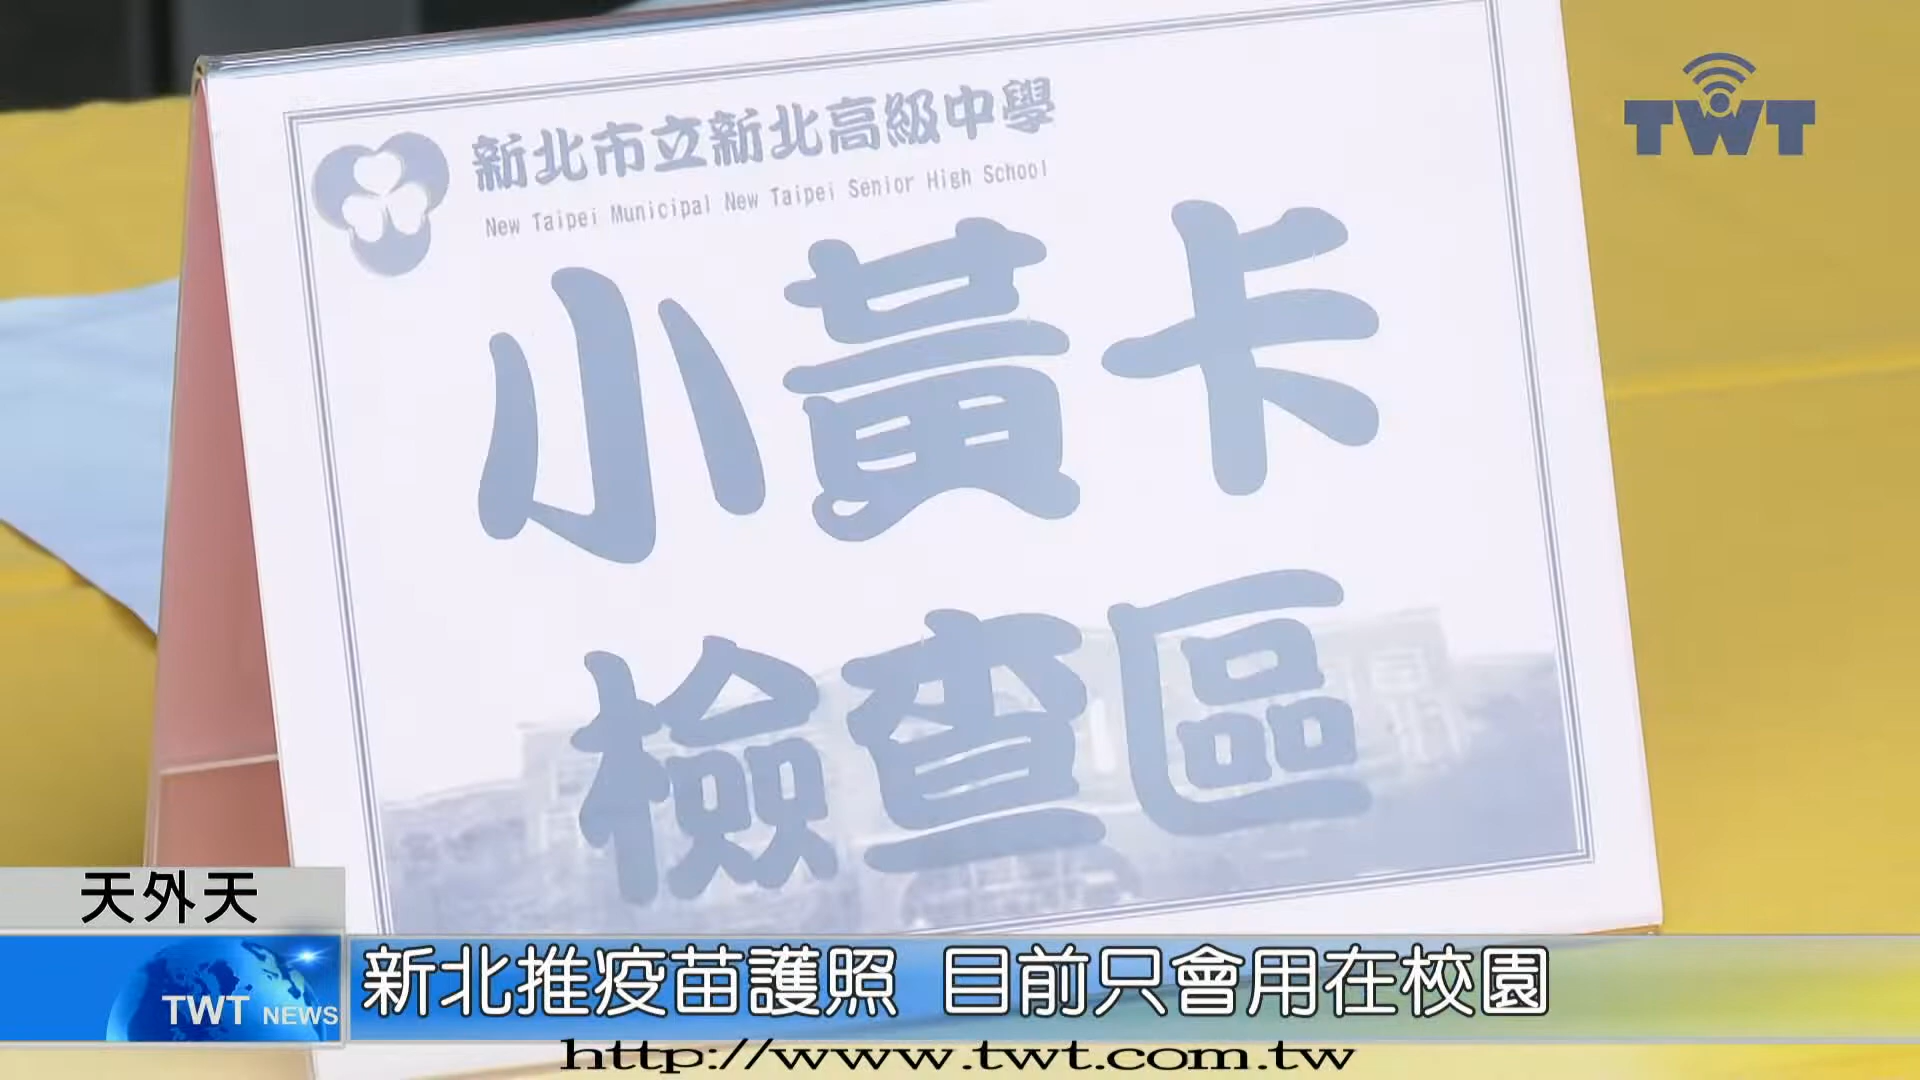 TWT
新北市立新北高級中學
New Taipei Municipal New Taipei Senior High School
小黃卡
檢查區
天外天
TWT NEWS
新北推疫苗護照 目前只會用在校園
http://www.twt.com.tw